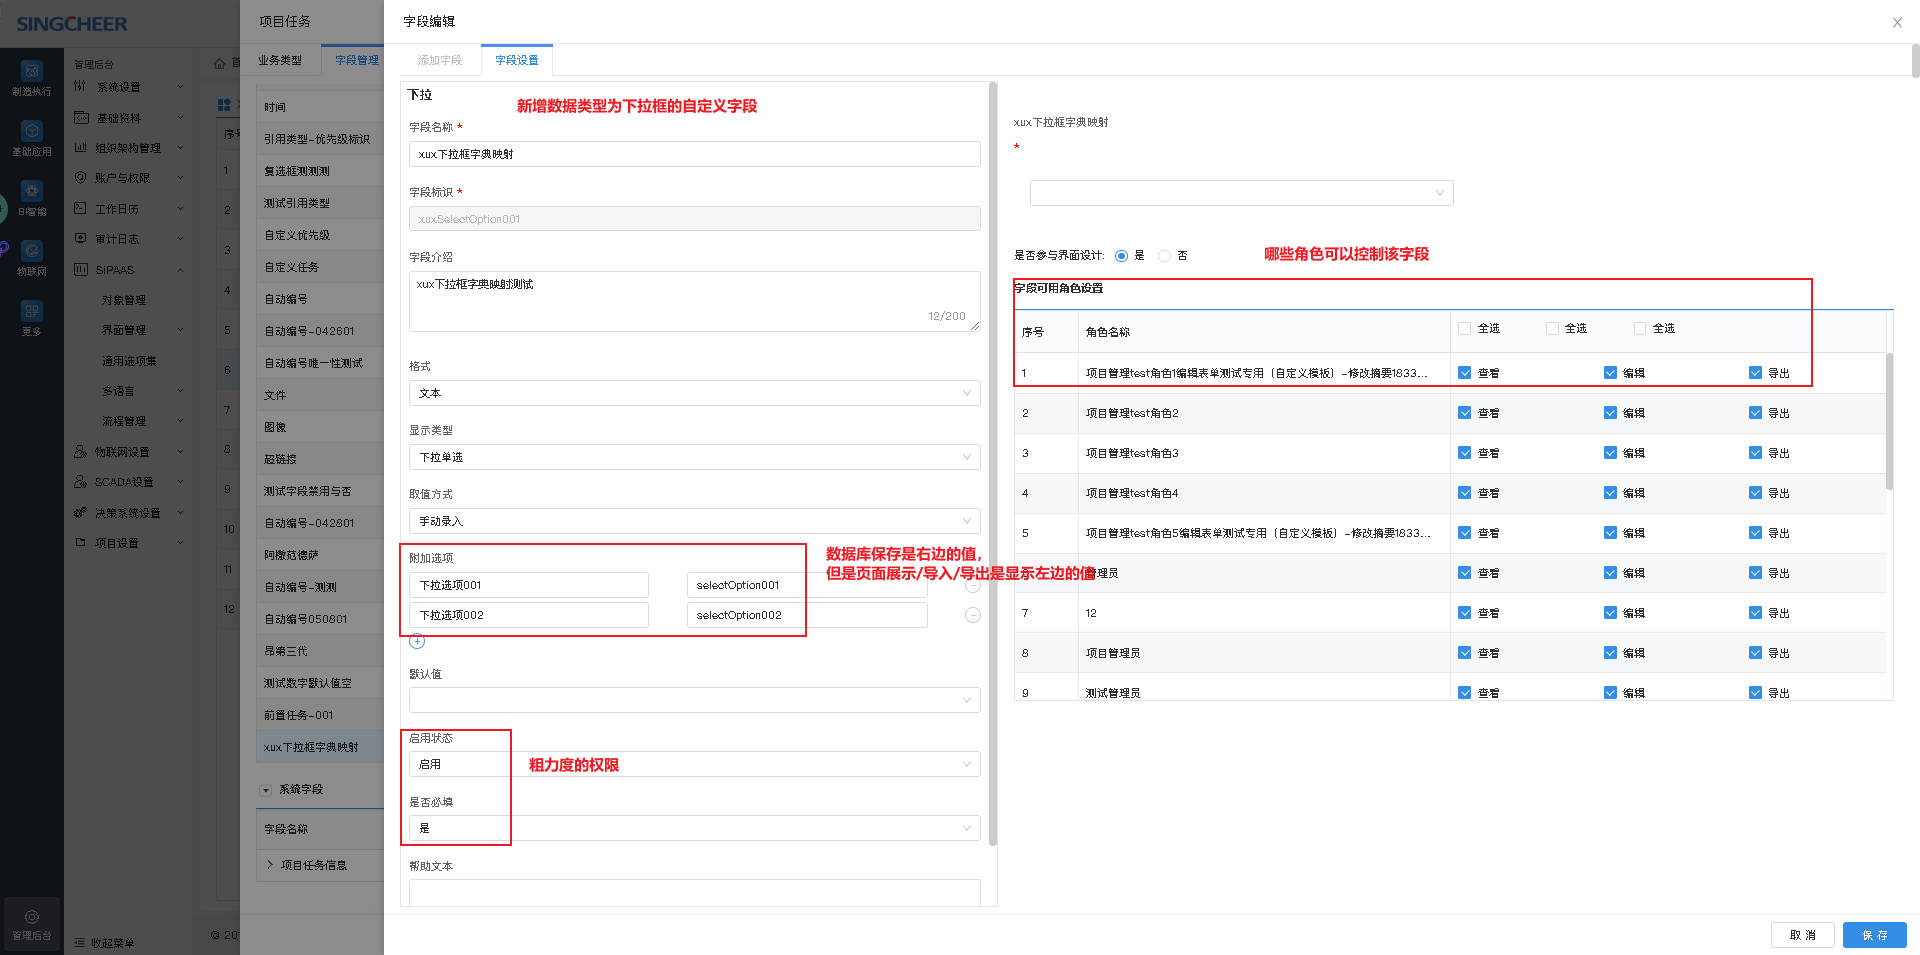 SINGCHEER
制造执行
基础应用
BI智能
物联网
更多
管理后台
管理后台
系统设置
基础资料
组织架构管理
账户与权限
工作日历
审计日志
SIPAAS
对象管理
界面管理
通用选项集
多语言
流程管理
物联网设置
SCADA设置
决策系统设置
项目设置
收起菜单
首
序号
1
2
3
4
5
6
7
8
9
10
11
12
© 201
项目任务
业务类型
字段管理
时间
引用类型-优先级标识
复选框测测测
测试引用类型
自定义优先级
自定义任务
自动编号
自动编号-042601
自动编号唯一性测试
文件
图像
超链接
测试字段禁用与否
自动编号-042801
阿橄范德萨
自动编号-测测
自动编号050801
昂第三代
测试数字默认值空
前置任务-001
xux下拉框字典映射
系统字段
字段名称
项目任务信息
字段编辑
添加字段
字段设置
下拉
新增数据类型为下拉框的自定义字段
字段名称 *
xux下拉框字典映射
字段标识 *
xuxSelectOption001
字段介绍
xux下拉框字典映射测试
12/200
格式
文本
显示类型
下拉单选
取值方式
手动录入
附加选项
下拉选项001 selectOption001
下拉选项002 selectOption002
数据库保存是右边的值，
但是页面展示/导入/导出是显示左边的值
默认值
启用状态
启用
粗力度的权限
是否必填
是
帮助文本
xux下拉框字典映射
*
是否参与界面设计: 是 否
哪些角色可以控制该字段
字段可用角色设置
序号 角色名称 全选 全选 全选
1 项目管理test角色1编辑表单测试专用（自定义模板）-修改摘要1833... 查看 编辑 导出
2 项目管理test角色2 查看 编辑 导出
3 项目管理test角色3 查看 编辑 导出
4 项目管理test角色4 查看 编辑 导出
5 项目管理test角色5编辑表单测试专用（自定义模板）-修改摘要1833... 查看 编辑 导出
管理员 查看 编辑 导出
7 12 查看 编辑 导出
8 项目管理员 查看 编辑 导出
9 测试管理员 查看 编辑 导出
取 消
保 存